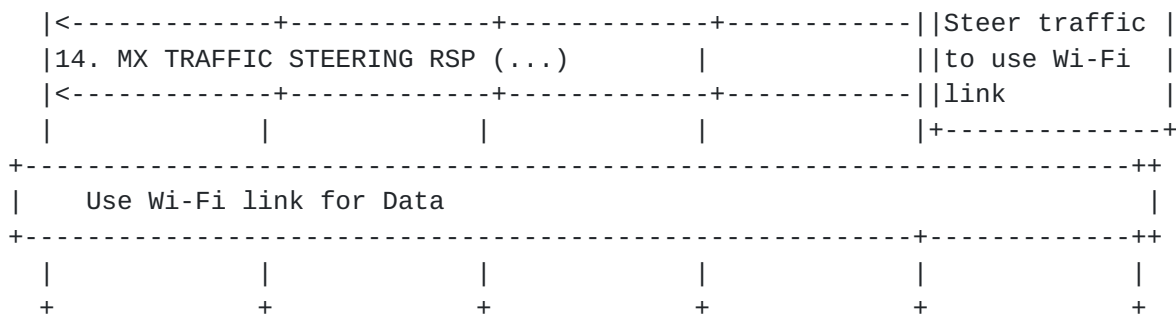 |<-------------+-------------+-------------+------------||Steer traffic |
|14. MX TRAFFIC STEERING RSP (...)        |             ||to use Wi-Fi  |
|<-------------+-------------+-------------+------------||link          |
|             |             |             |             |+--------------+
+-----------------------------------------------------------------------++
|    Use Wi-Fi link for Data                                            |
+---------------------------------------------------------+-------------++
|             |             |             |             |             |
+             +             +             +             +             +